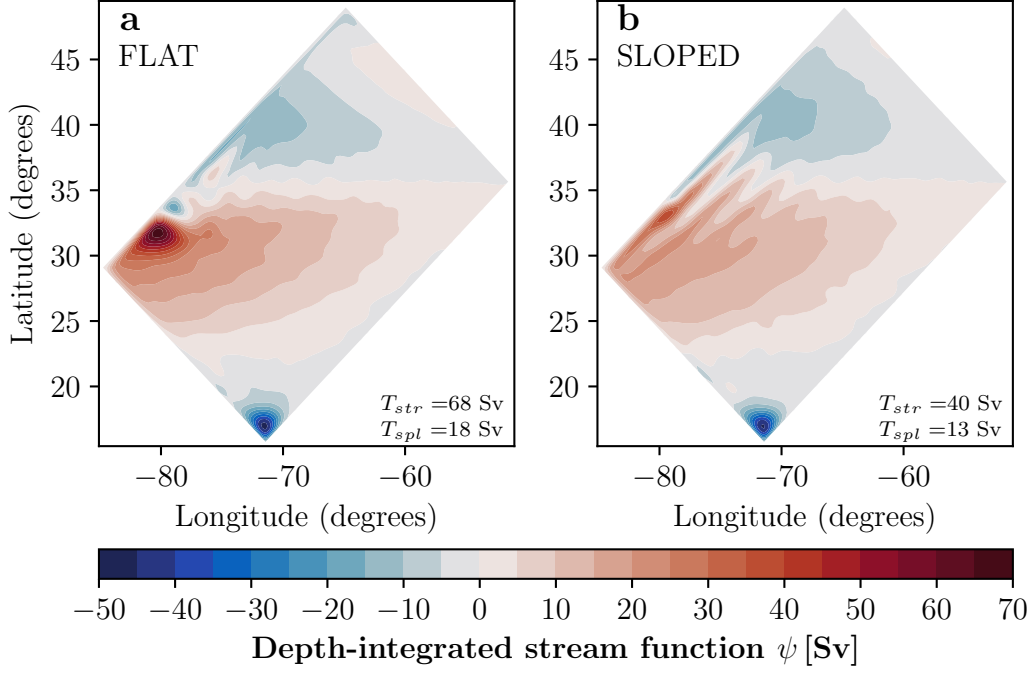 a
FLAT
b
SLOPED
Latitude (degrees)
45
40
35
30
25
20
45
40
35
30
25
20
T_str =68 Sv
T_spl =18 Sv
T_str =40 Sv
T_spl =13 Sv
−80 −70 −60
−80 −70 −60
Longitude (degrees)
Longitude (degrees)
−50 −40 −30 −20 −10 0 10 20 30 40 50 60 70
Depth-integrated stream function ψ [Sv]